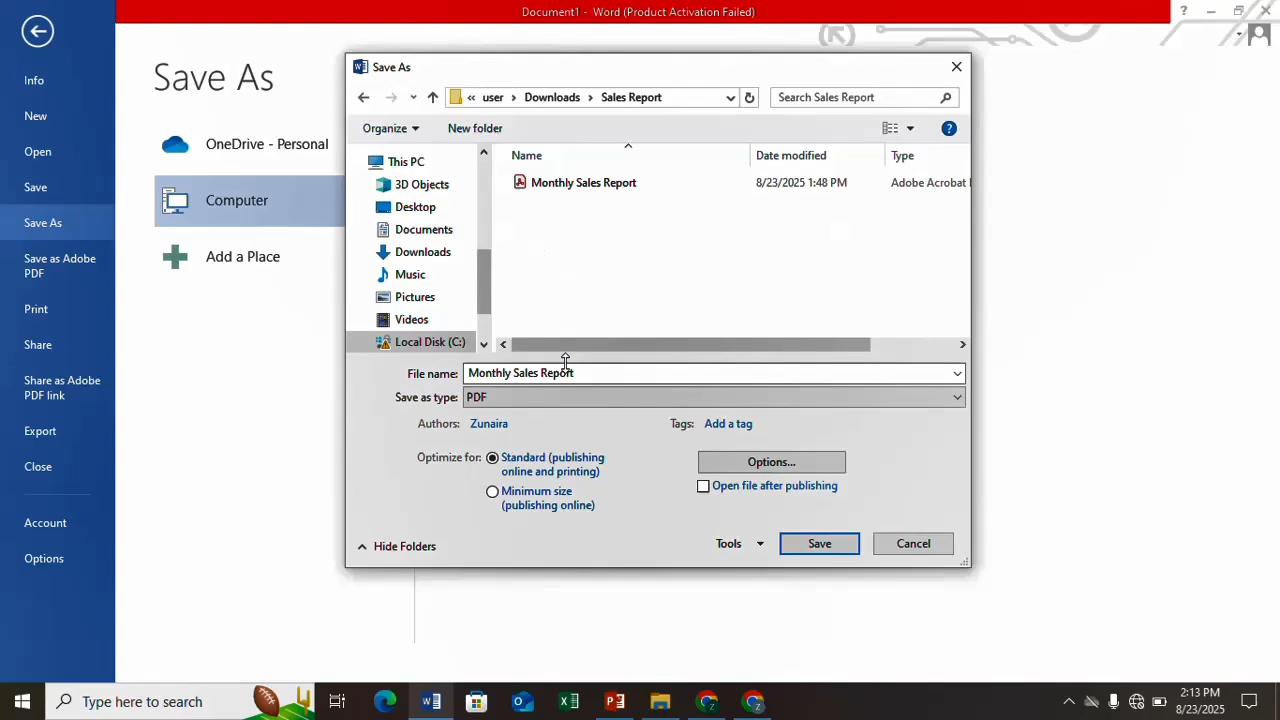 Document1 - Word (Product Activation Failed)
Info
New
Open
Save
Save As
Save as Adobe
PDF
Print
Share
Share as Adobe
PDF link
Export
Close
Account
Options
Save As
OneDrive - Personal
Computer
Add a Place
Save As
« user > Downloads > Sales Report
Search Sales Report
Organize
New folder
This PC
3D Objects
Desktop
Documents
Downloads
Music
Pictures
Videos
Local Disk (C:)
Name Date modified Type
Monthly Sales Report 8/23/2025 1:48 PM Adobe Acrobat
File name: Monthly Sales Report
Save as type: PDF
Authors: Zunaira
Tags: Add a tag
Optimize for: Standard (publishing
online and printing)
Minimum size
(publishing online)
Options...
Open file after publishing
Hide Folders
Tools
Save
Cancel
Type here to search
2:13 PM
8/23/2025